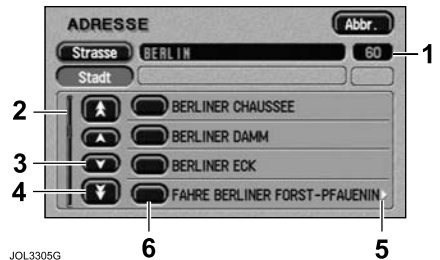 ADRESSE Abbr.
Strasse BERLIN 60 1
Stadt
2 BERLINER CHAUSSEE
BERLINER DAMM
3 BERLINER ECK
4 FAHRE BERLINER FORST-PFAUENIN
JOL3305G 6 5